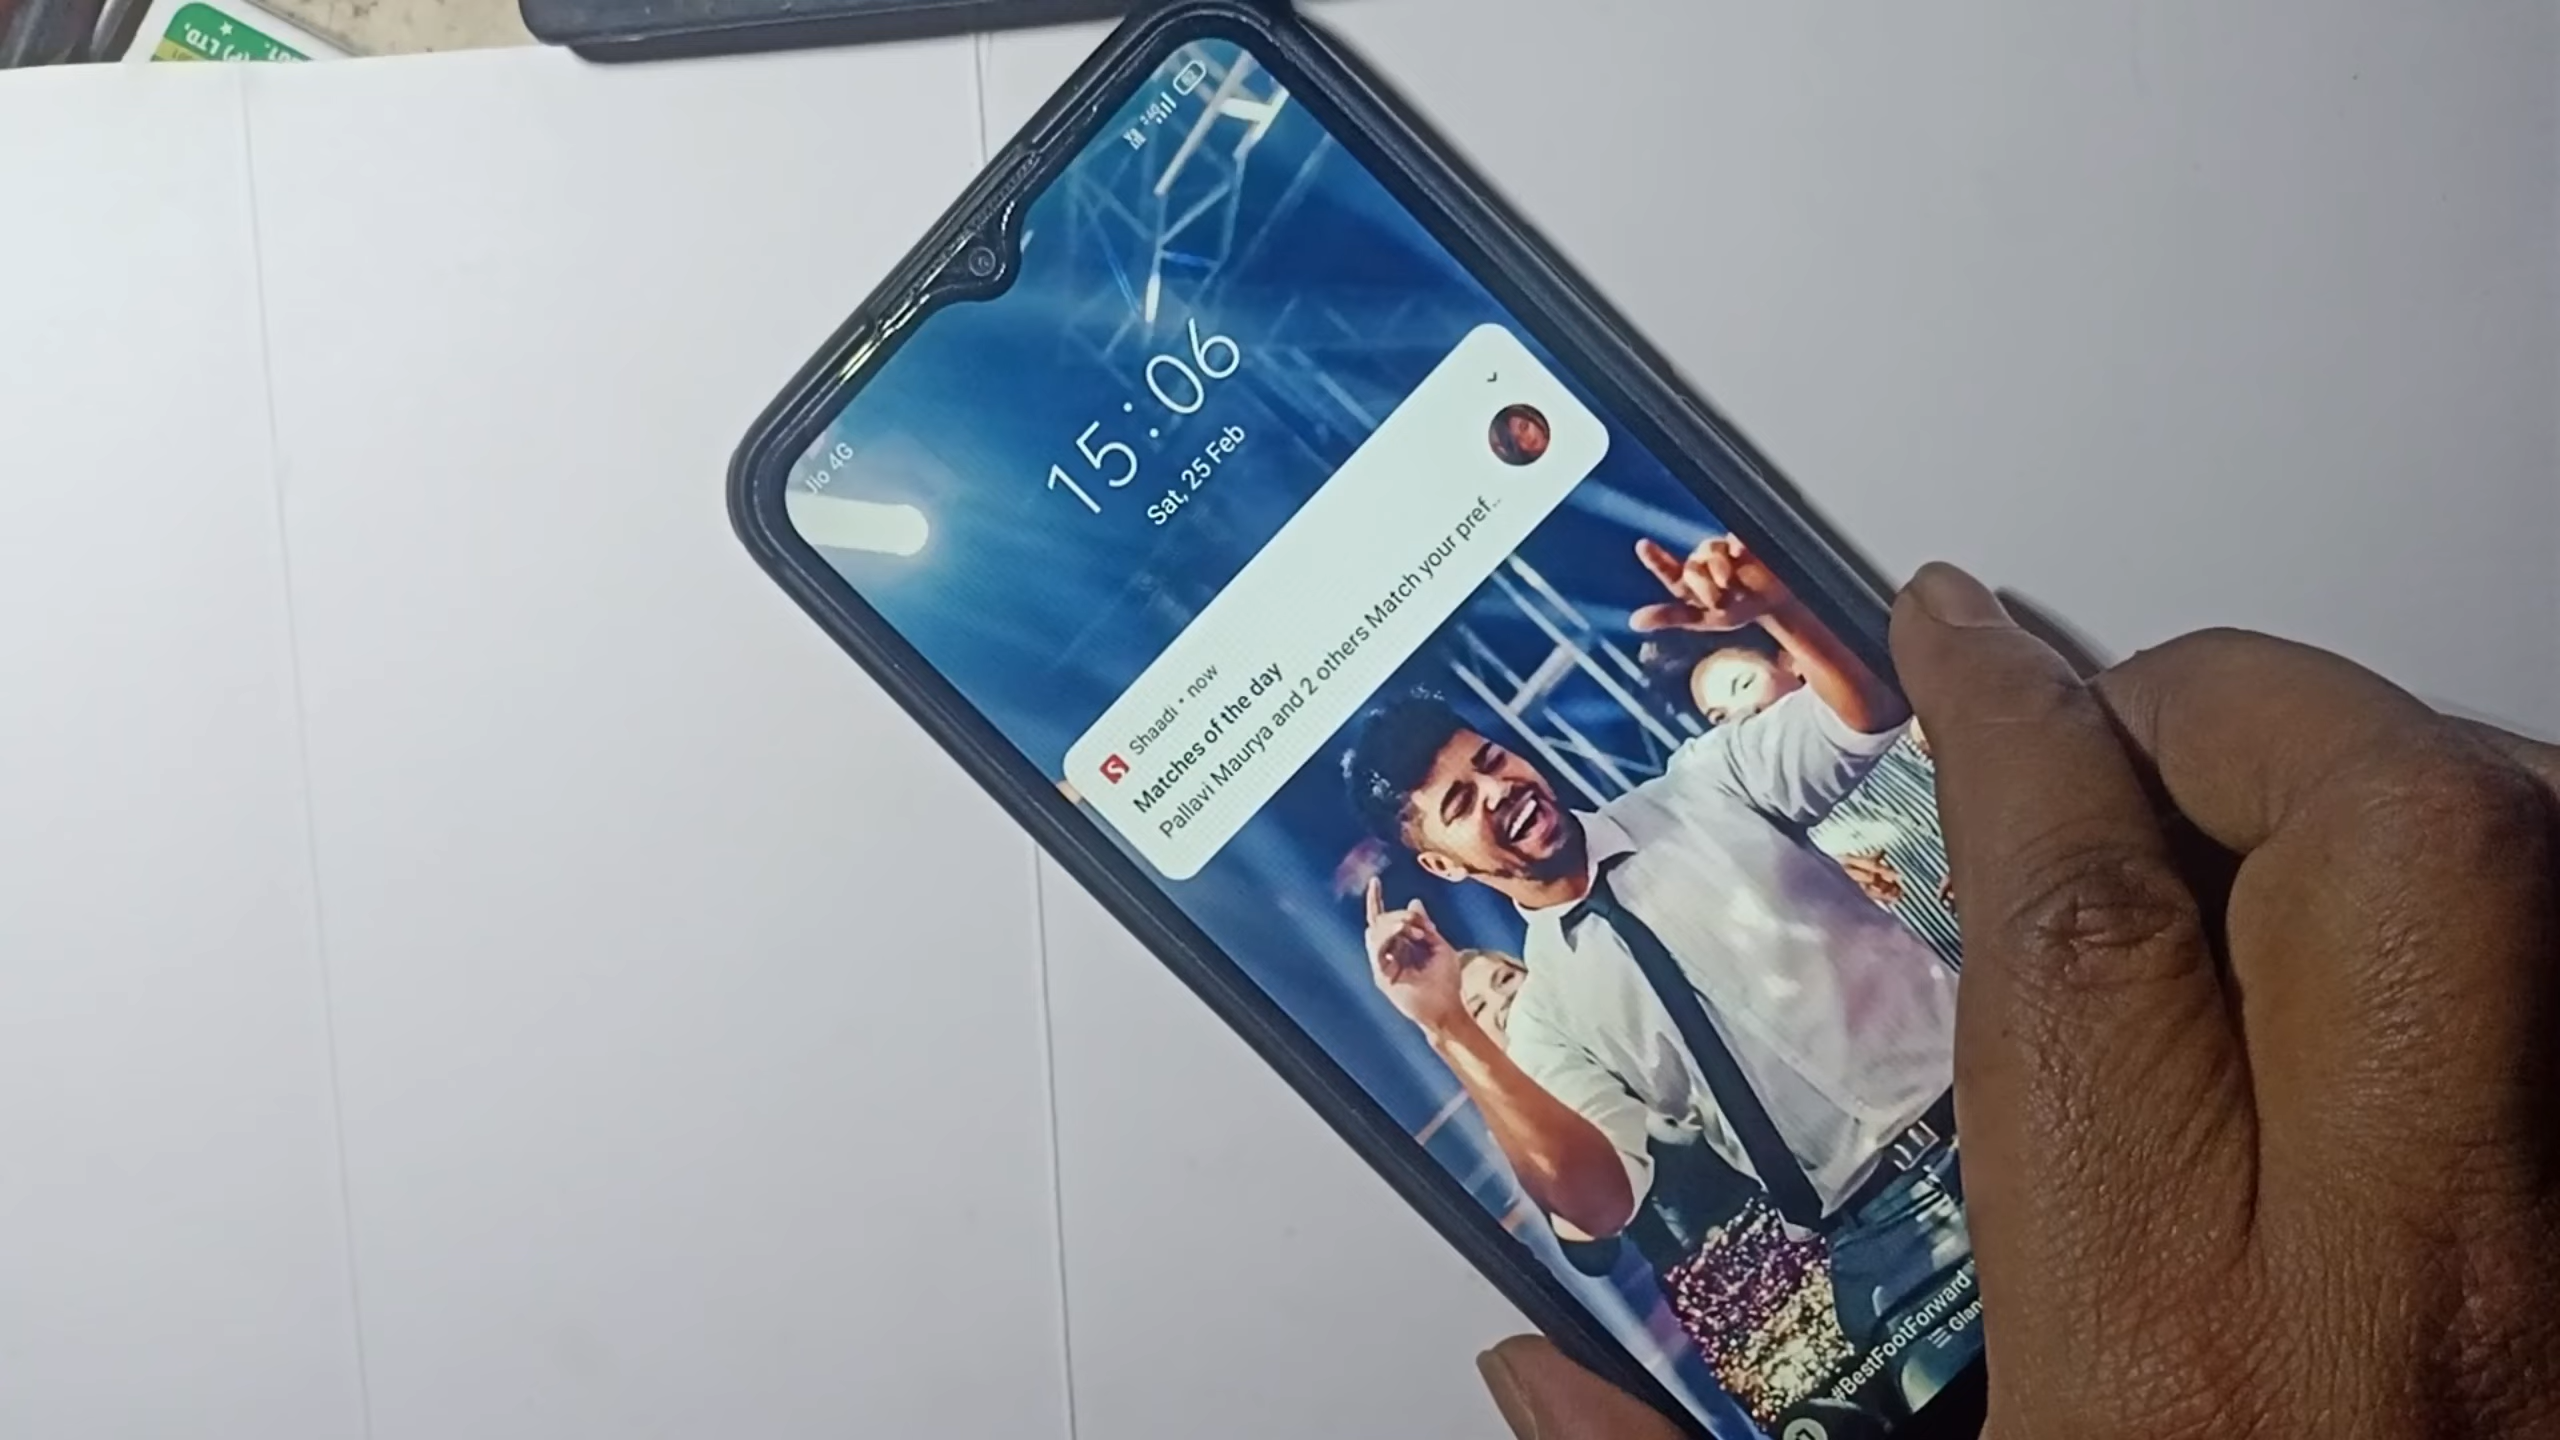 LTD.
Jio 4G
15:06
Sat, 25 Feb
Shaadi • now
Matches of the day
Pallavi Maurya and 2 others Match your pref...
#BestFootForward